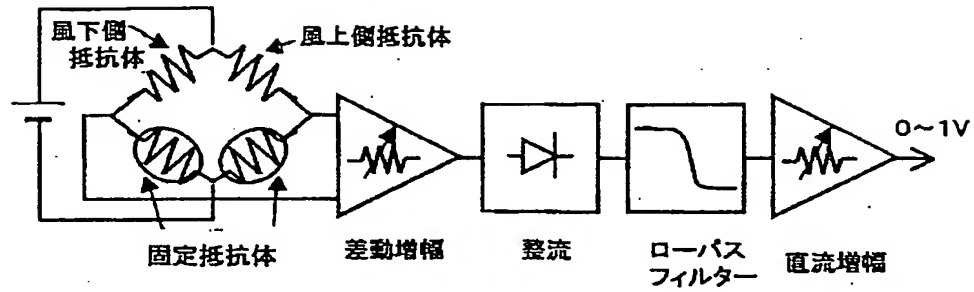 風下側
抵抗体
風上側抵抗体
0～1V
固定抵抗体
差動増幅
整流
ローパス
フィルター
直流増幅